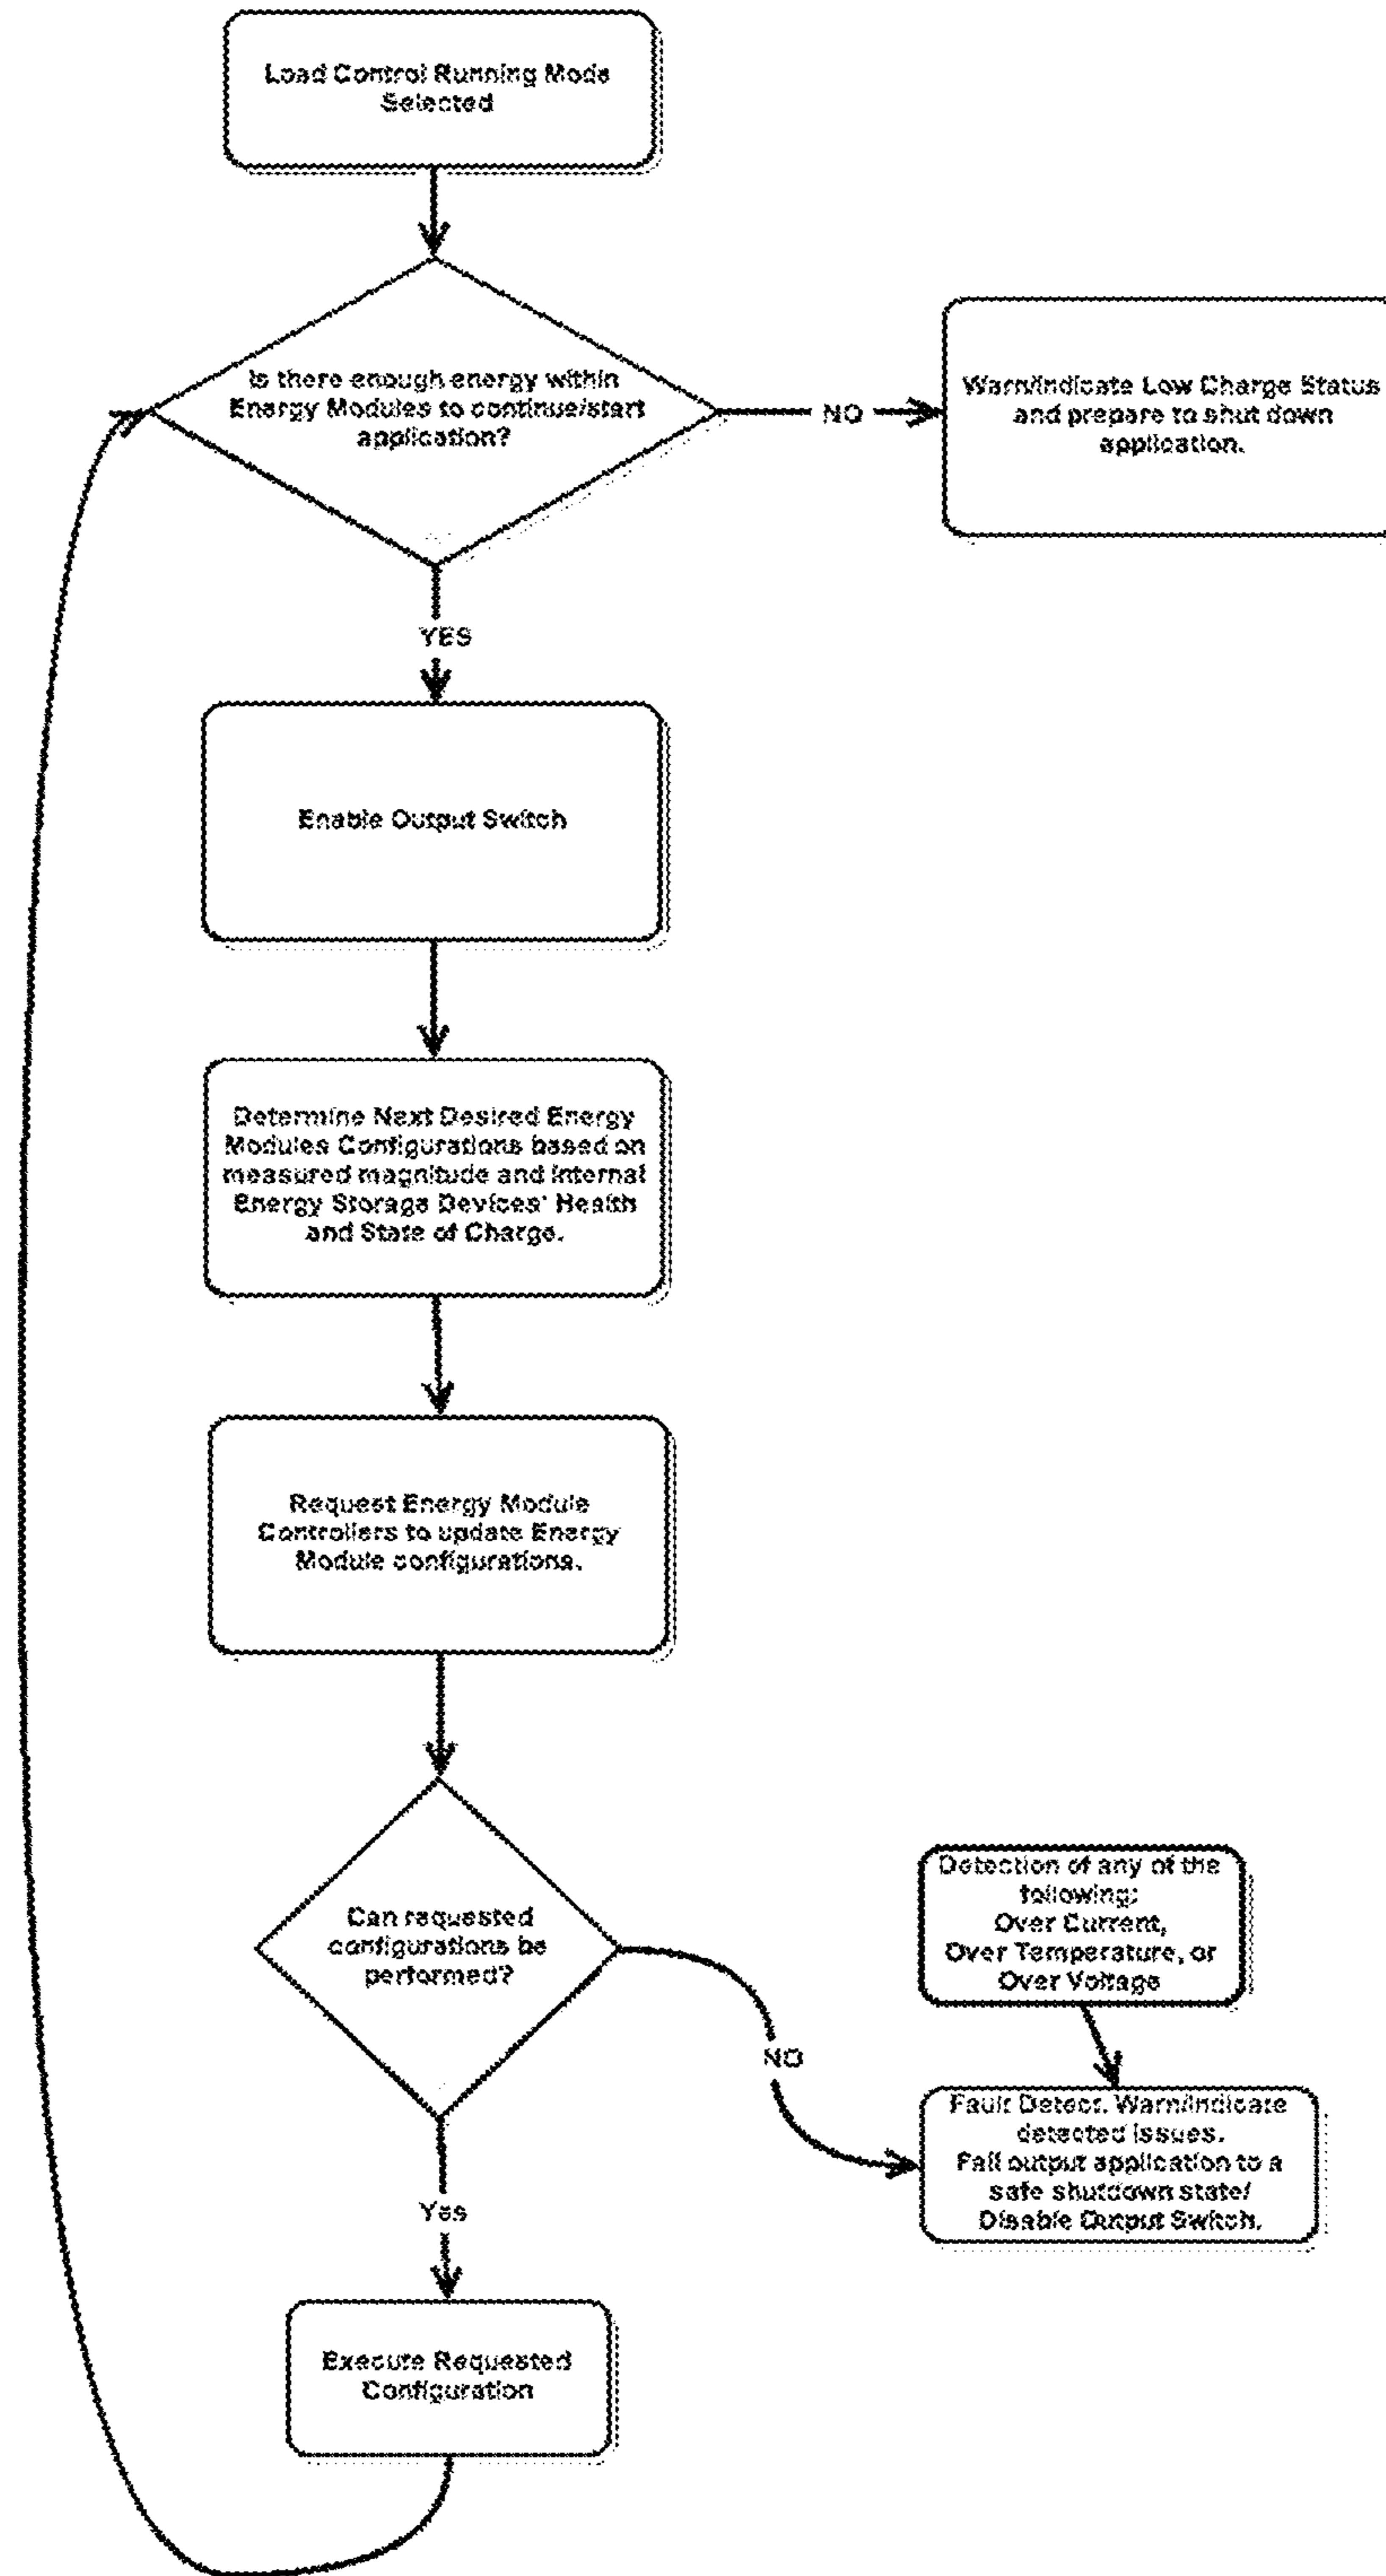 Load Control Running Mode
Selected
Is there enough energy within
Energy Modules to continue/start
application?
NO
Warn/Indicate Low Charge Status
and prepare to shut down
application.
YES
Enable Output Switch
Determine Next Desired Energy
Modules Configurations based on
measured magnitude and internal
Energy Storage Devices' Health
and State of Charge.
Request Energy Module
Controllers to update Energy
Module configurations.
Can requested
configurations be
performed?
NO
Detection of any of the
following:
Over Current,
Over Temperature, or
Over Voltage
Fault Detect. Warn/Indicate
detected issues.
Fail output application to a
safe shutdown state/
Disable Output Switch.
Yes
Execute Requested
Configuration